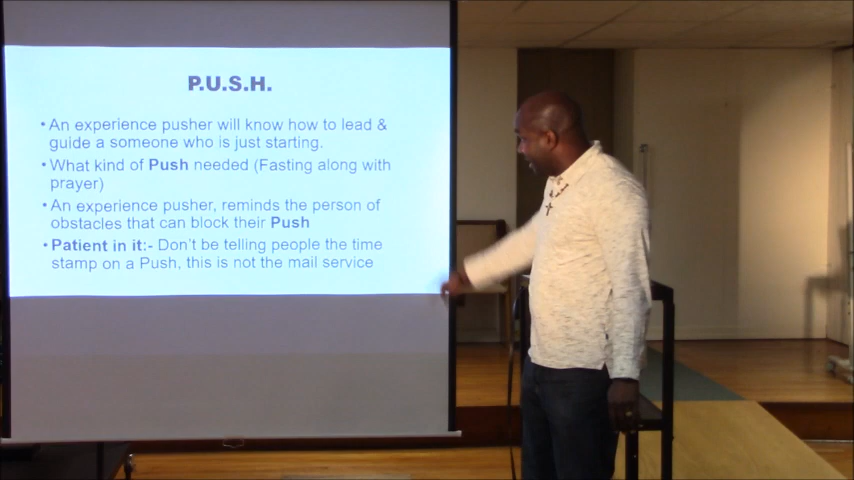 P.U.S.H.
• An experience pusher will know how to lead &
guide a someone who is just starting.
• What kind of Push needed (Fasting along with
prayer)
• An experience pusher, reminds the person of
obstacles that can block their Push
• Patient in it:- Don't be telling people the time
stamp on a Push, this is not the mail service